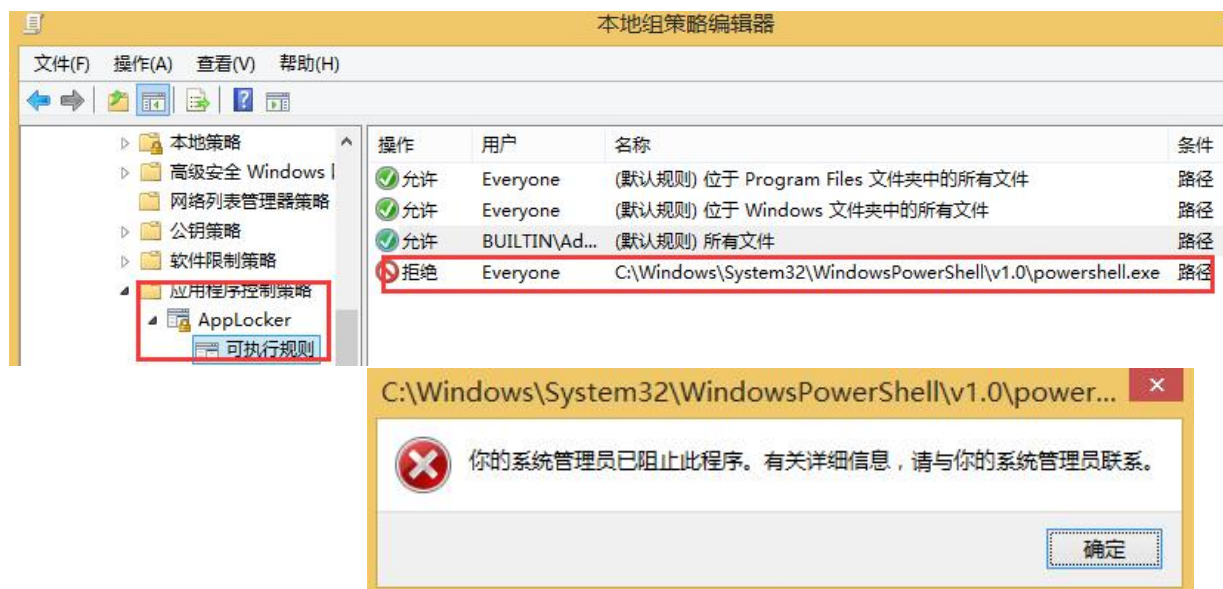 本地组策略编辑器
文件(F) 操作(A) 查看(V) 帮助(H)
本地策略
高级安全 Windows
网络列表管理器策略
公钥策略
软件限制策略
应用程序控制策略
AppLocker
可执行规则
操作 用户 名称 条件
允许 Everyone (默认规则) 位于 Program Files 文件夹中的所有文件 路径
允许 Everyone (默认规则) 位于 Windows 文件夹中的所有文件 路径
允许 BUILTIN\Ad... (默认规则) 所有文件 路径
拒绝 Everyone C:\Windows\System32\WindowsPowerShell\v1.0\powershell.exe 路径
C:\Windows\System32\WindowsPowerShell\v1.0\power...
你的系统管理员已阻止此程序。有关详细信息，请与你的系统管理员联系。
确定